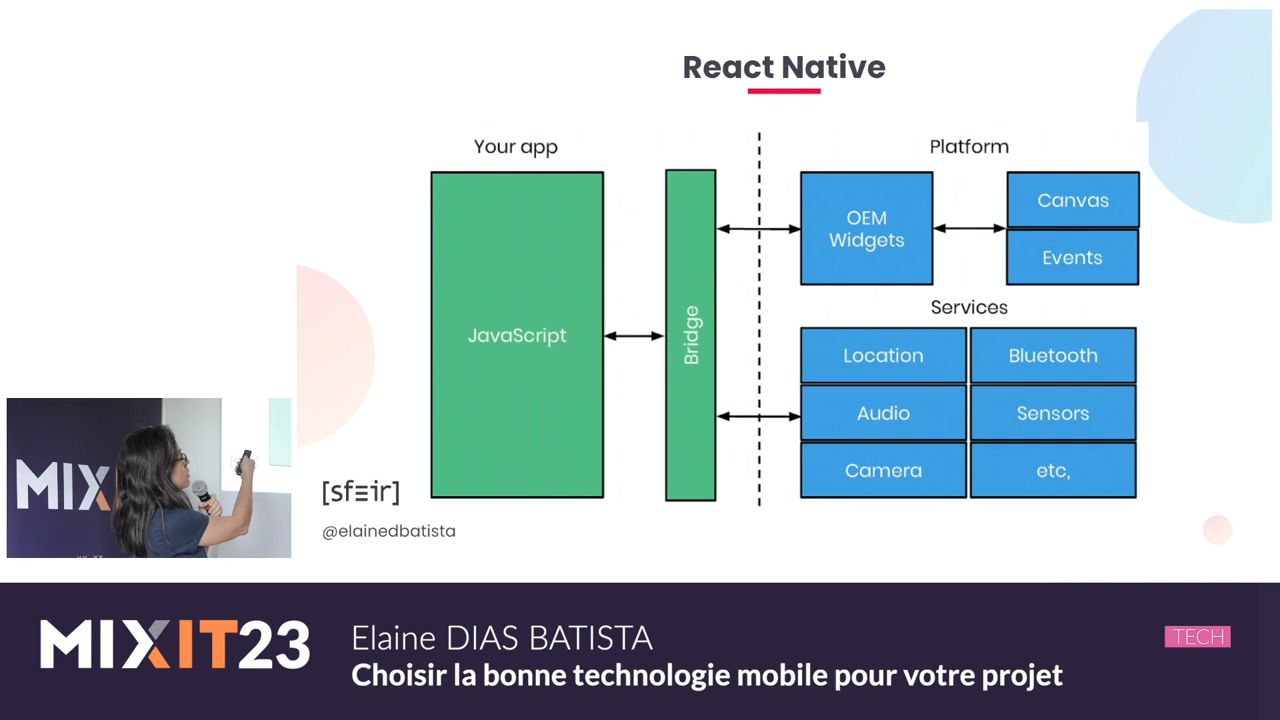 React Native
Your app
Platform
JavaScript
Bridge
OEM
Widgets
Canvas
Events
Services
Location
Bluetooth
Audio
Sensors
Camera
etc,
MIX
[sfeir]
@elainedbatista
MIXIT23
Elaine DIAS BATISTA
TECH
Choisir la bonne technologie mobile pour votre projet